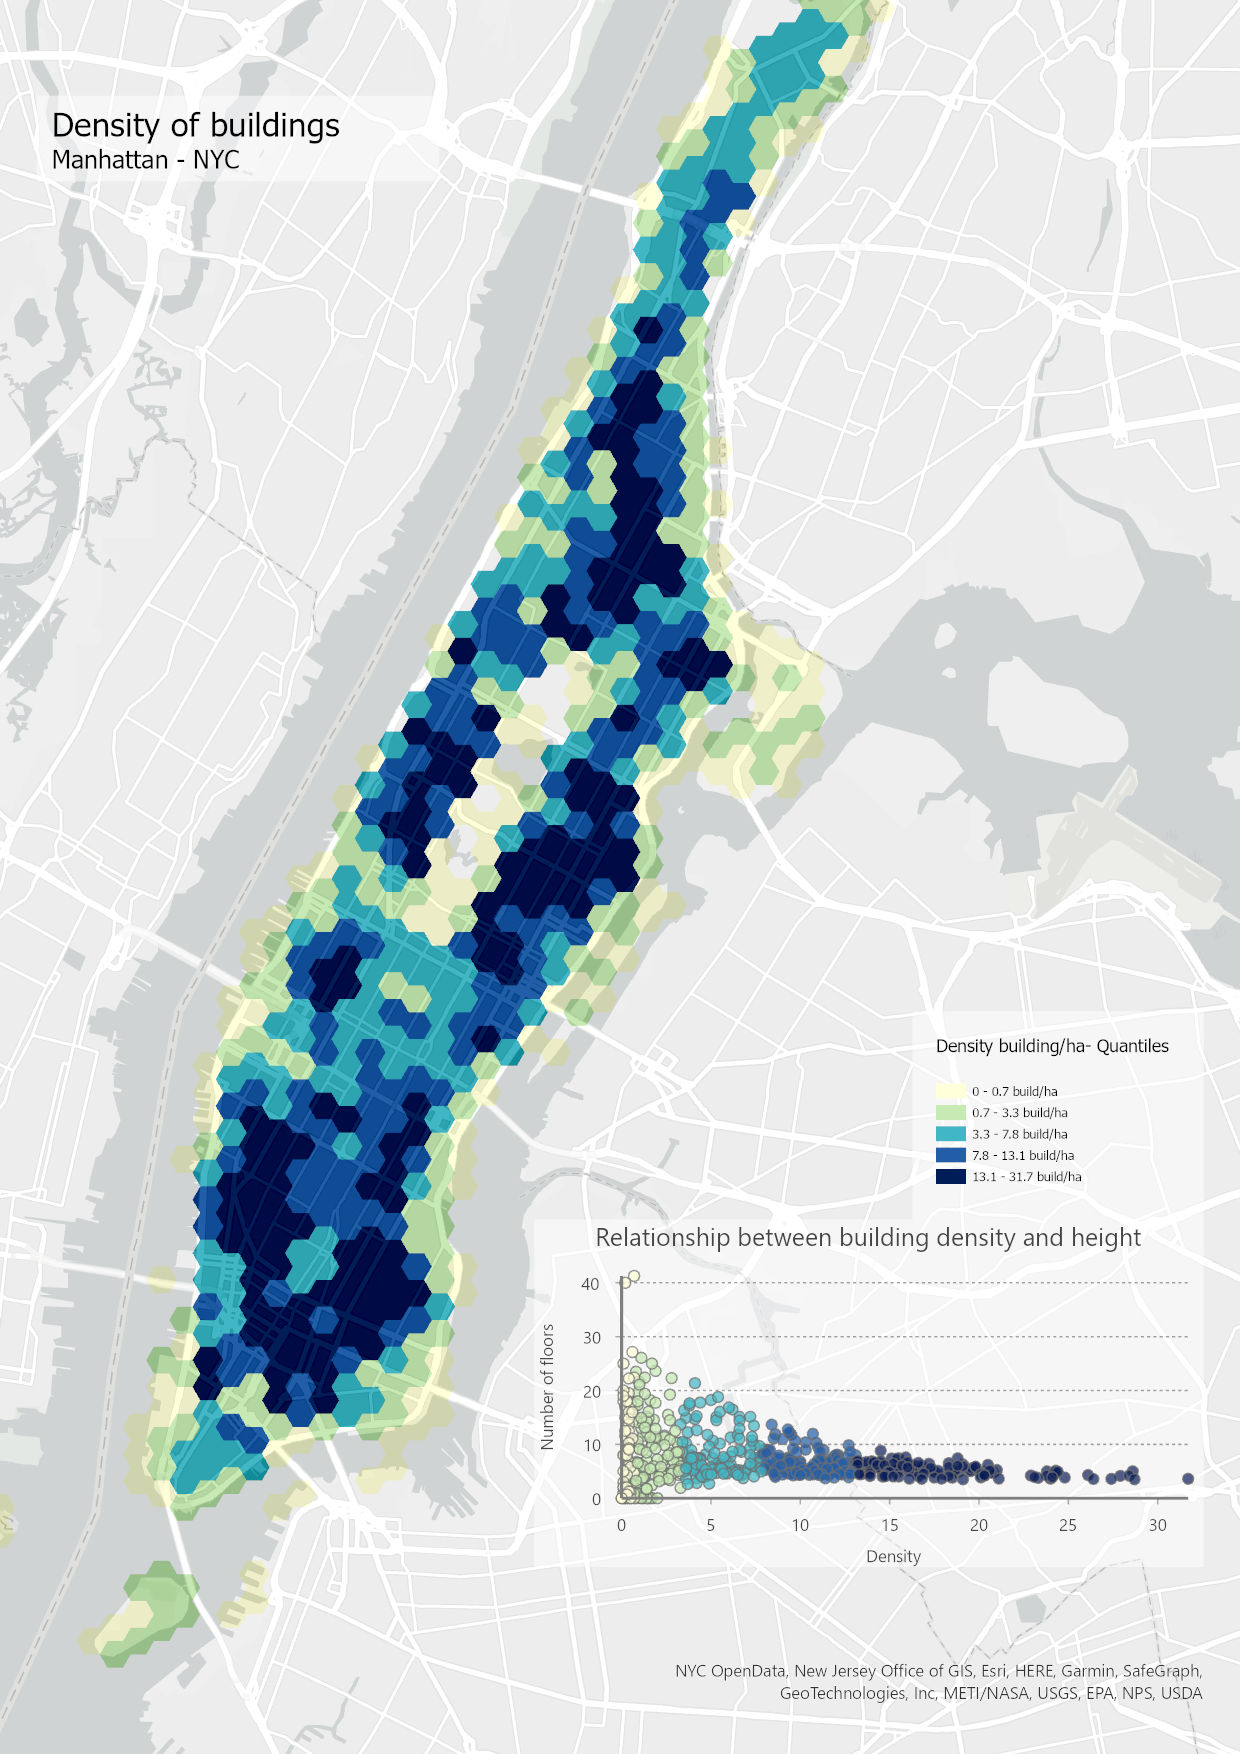 Density of buildings
Manhattan - NYC
Density building/ha- Quantiles
0 - 0.7 build/ha
0.7 - 3.3 build/ha
3.3 - 7.8 build/ha
7.8 - 13.1 build/ha
13.1 - 31.7 build/ha
Relationship between building density and height
Number of floors
40
30
20
10
0
0 5 10 15 20 25 30
Density
NYC OpenData, New Jersey Office of GIS, Esri, HERE, Garmin, SafeGraph,
GeoTechnologies, Inc, METI/NASA, USGS, EPA, NPS, USDA